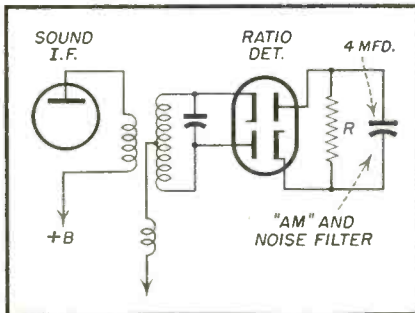 SOUND
I.F.
RATIO
DET.
4 MFD.
R
+B
"AM" AND
NOISE FILTER